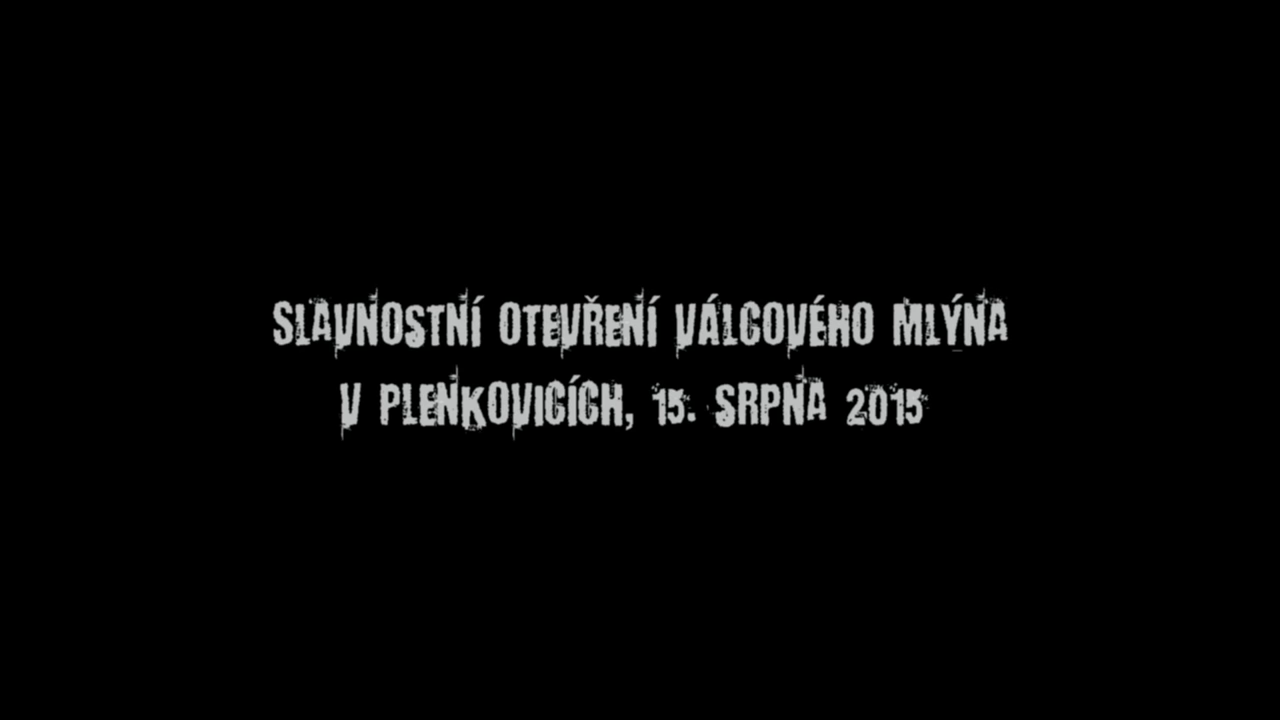 SLAVNOSTNÍ OTEVŘENÍ VÁLCOVÉHO MLÝNA
V PLENKOVICÍCH, 15. SRPNA 2015